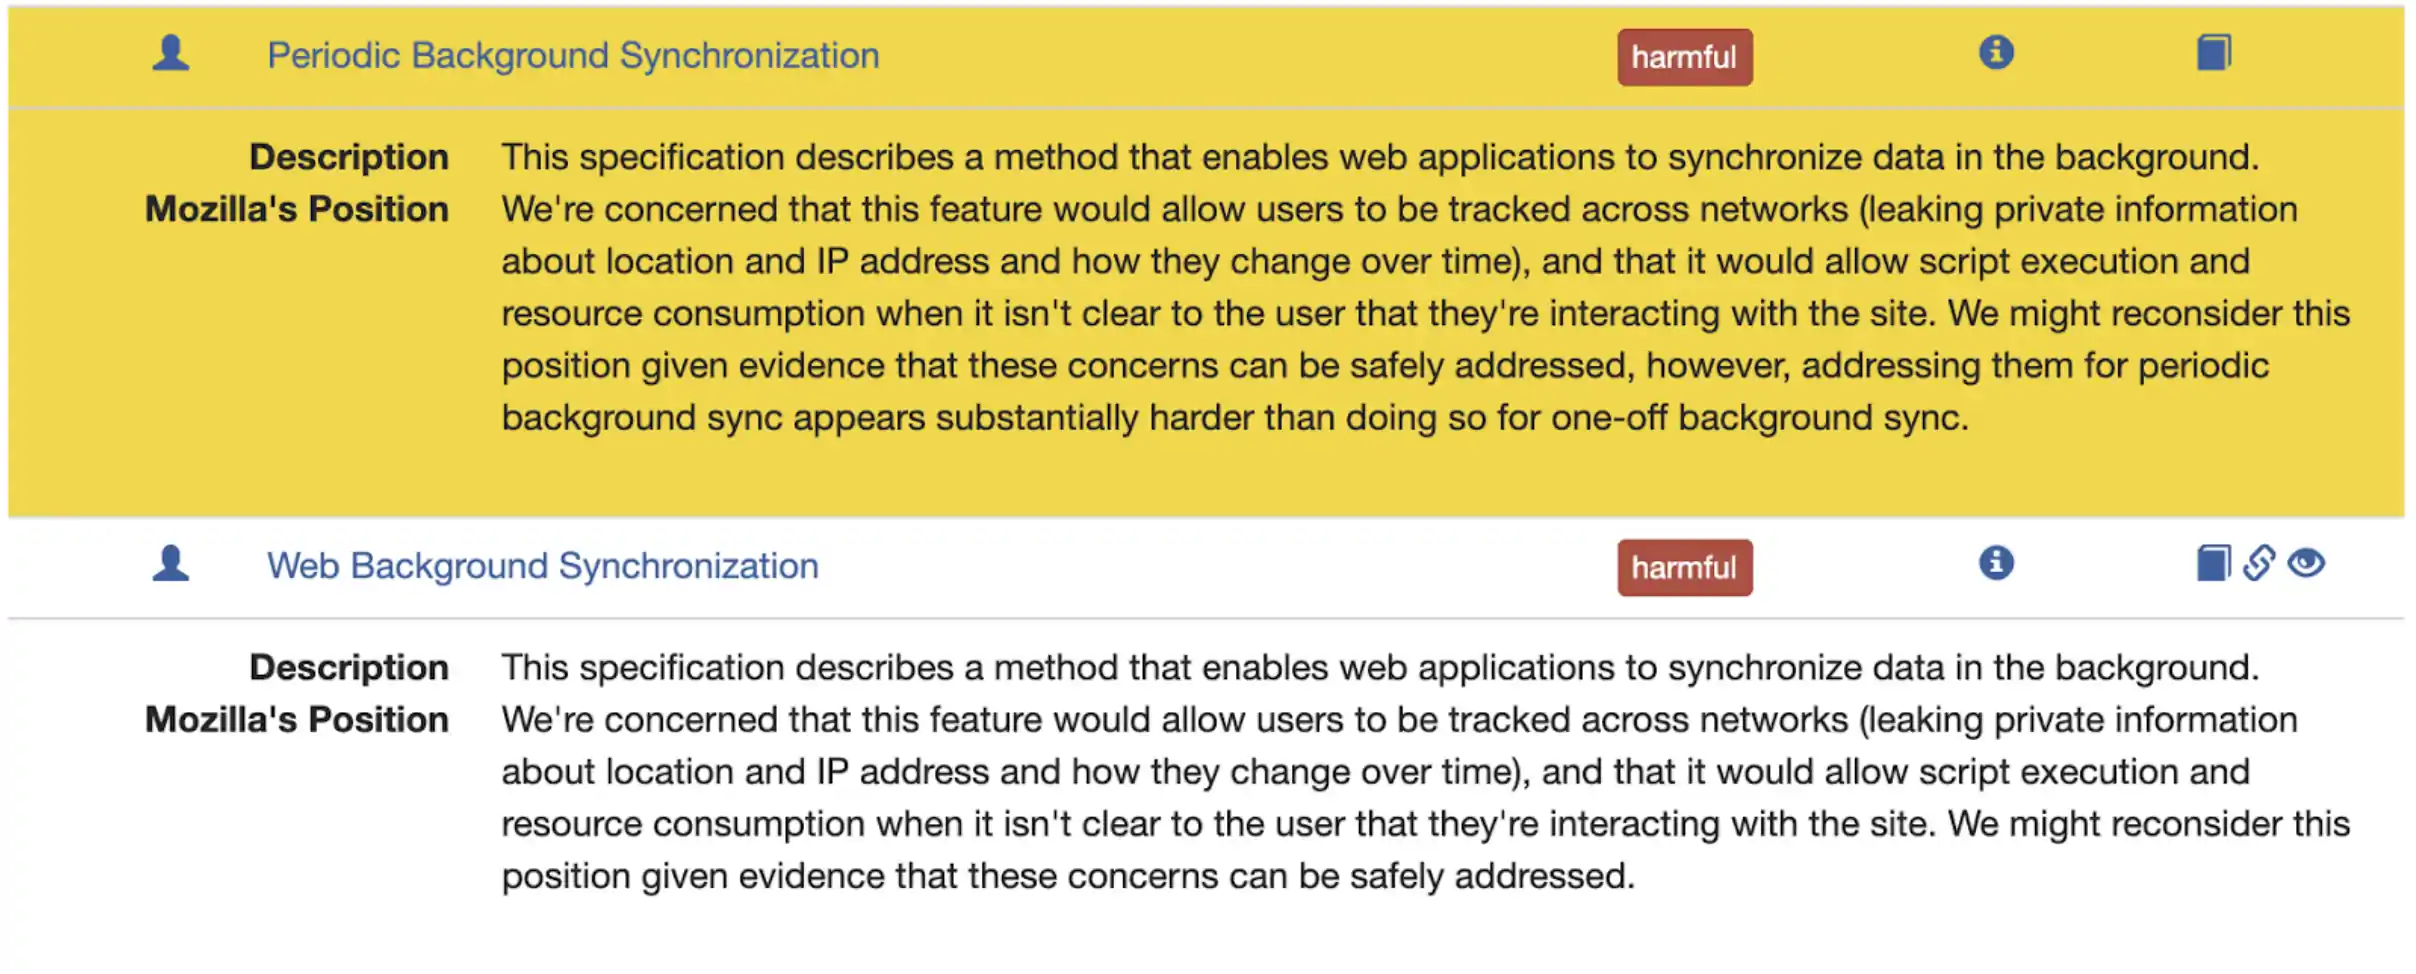 Periodic Background Synchronization harmful
Description This specification describes a method that enables web applications to synchronize data in the background.
Mozilla's Position We're concerned that this feature would allow users to be tracked across networks (leaking private information
about location and IP address and how they change over time), and that it would allow script execution and
resource consumption when it isn't clear to the user that they're interacting with the site. We might reconsider this
position given evidence that these concerns can be safely addressed, however, addressing them for periodic
background sync appears substantially harder than doing so for one-off background sync.
Web Background Synchronization harmful
Description This specification describes a method that enables web applications to synchronize data in the background.
Mozilla's Position We're concerned that this feature would allow users to be tracked across networks (leaking private information
about location and IP address and how they change over time), and that it would allow script execution and
resource consumption when it isn't clear to the user that they're interacting with the site. We might reconsider this
position given evidence that these concerns can be safely addressed.